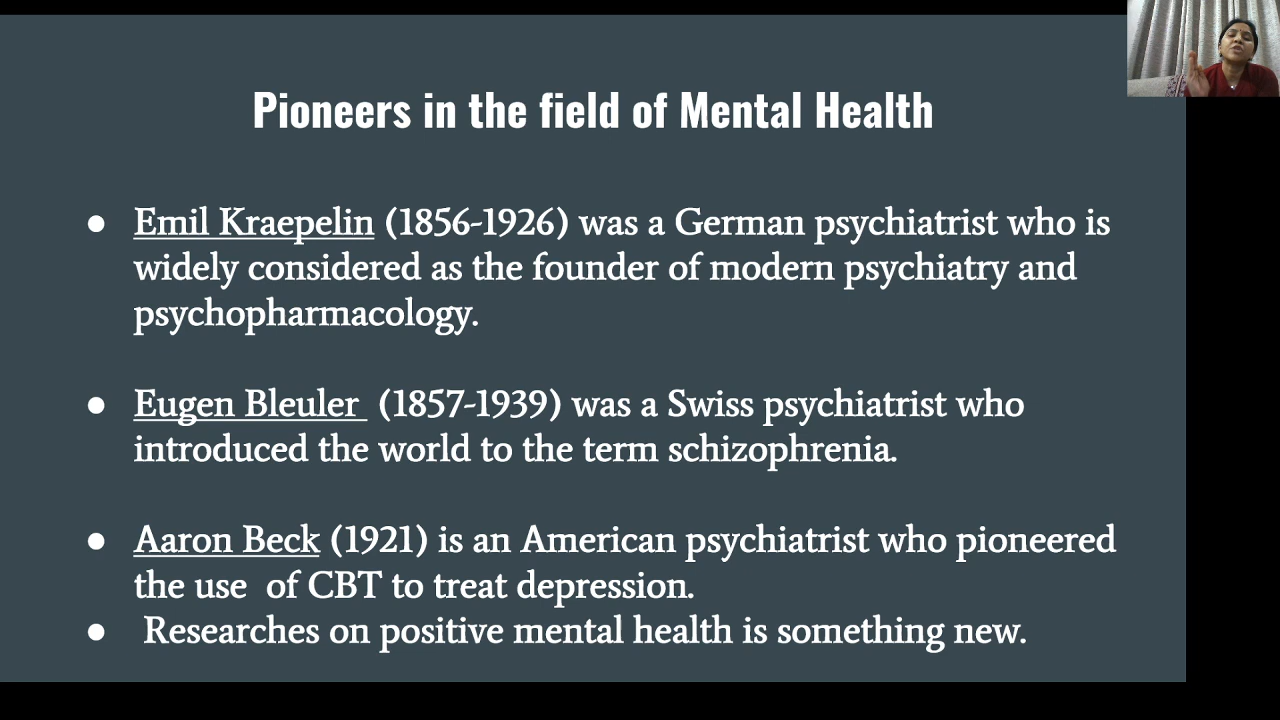 Pioneers in the field of Mental Health
● Emil Kraepelin (1856-1926) was a German psychiatrist who is
widely considered as the founder of modern psychiatry and
psychopharmacology.
● Eugen Bleuler (1857-1939) was a Swiss psychiatrist who
introduced the world to the term schizophrenia.
● Aaron Beck (1921) is an American psychiatrist who pioneered
the use of CBT to treat depression.
● Researches on positive mental health is something new.